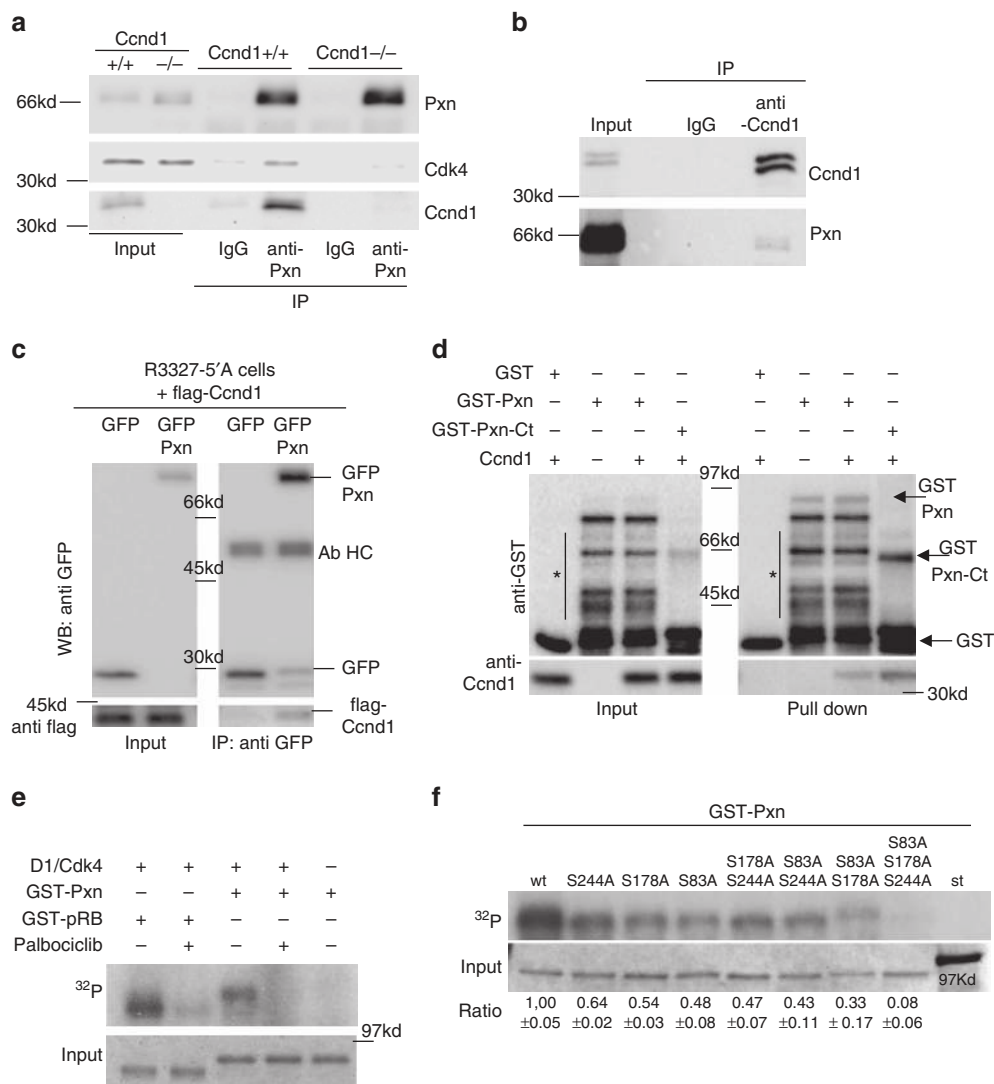 a
Ccnd1
+/+ –/–
Ccnd1+/+ Ccnd1–/–
66kd
Pxn
Cdk4
30kd
Ccnd1
30kd
Input
IgG anti-Pxn IgG anti-Pxn
IP
b
IP
Input IgG anti-Ccnd1
Ccnd1
30kd
66kd
Pxn
c
R3327-5′A cells
+ flag-Ccnd1
GFP GFP Pxn GFP GFP Pxn
WB: anti GFP
GFP Pxn
66kd
Ab HC
45kd
30kd
GFP
45kd
anti flag
flag-Ccnd1
Input IP: anti GFP
d
GST + – – – + – – –
GST-Pxn – + + – – + + –
GST-Pxn-Ct – – – + – – – +
Ccnd1 + – + + + – + +
97kd
GST Pxn
anti-GST
*
66kd
*
GST Pxn-Ct
45kd
GST
anti-Ccnd1
30kd
Input Pull down
e
D1/Cdk4 + + + + –
GST-Pxn – – + + +
GST-pRB + + – – –
Palbociclib – + – + –
32P
97kd
Input
f
GST-Pxn
wt S244A S178A S83A S178A S244A S83A S244A S83A S178A S83A S178A S244A st
32P
Input
97Kd
Ratio 1,00 0.64 0.54 0.48 0.47 0.43 0.33 0.08
±0.05 ±0.02 ±0.03 ±0.08 ±0.07 ±0.11 ± 0.17 ±0.06